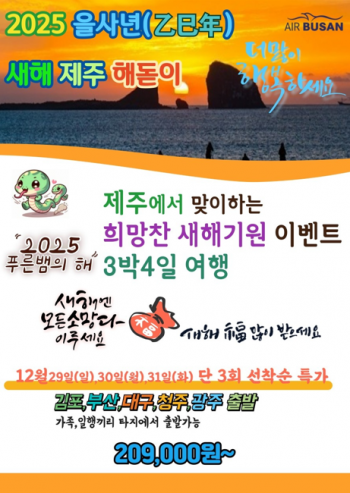 2025 을사년(乙巳年)
AIR BUSAN
새해 제주 해돋이
더많이
행복하세요
제주에서 맞이하는
희망찬 새해기원 이벤트
3박4일 여행
"2025
푸른뱀의 해"
새해엔
모든소망다
이루세요
새해 福 많이 받으세요
12월29일(일),30일(월),31일(화) 단 3회 선착순 특가
김포,부산,대구,청주,광주 출발
가족,일행끼리 타지에서 출발가능
209,000원~